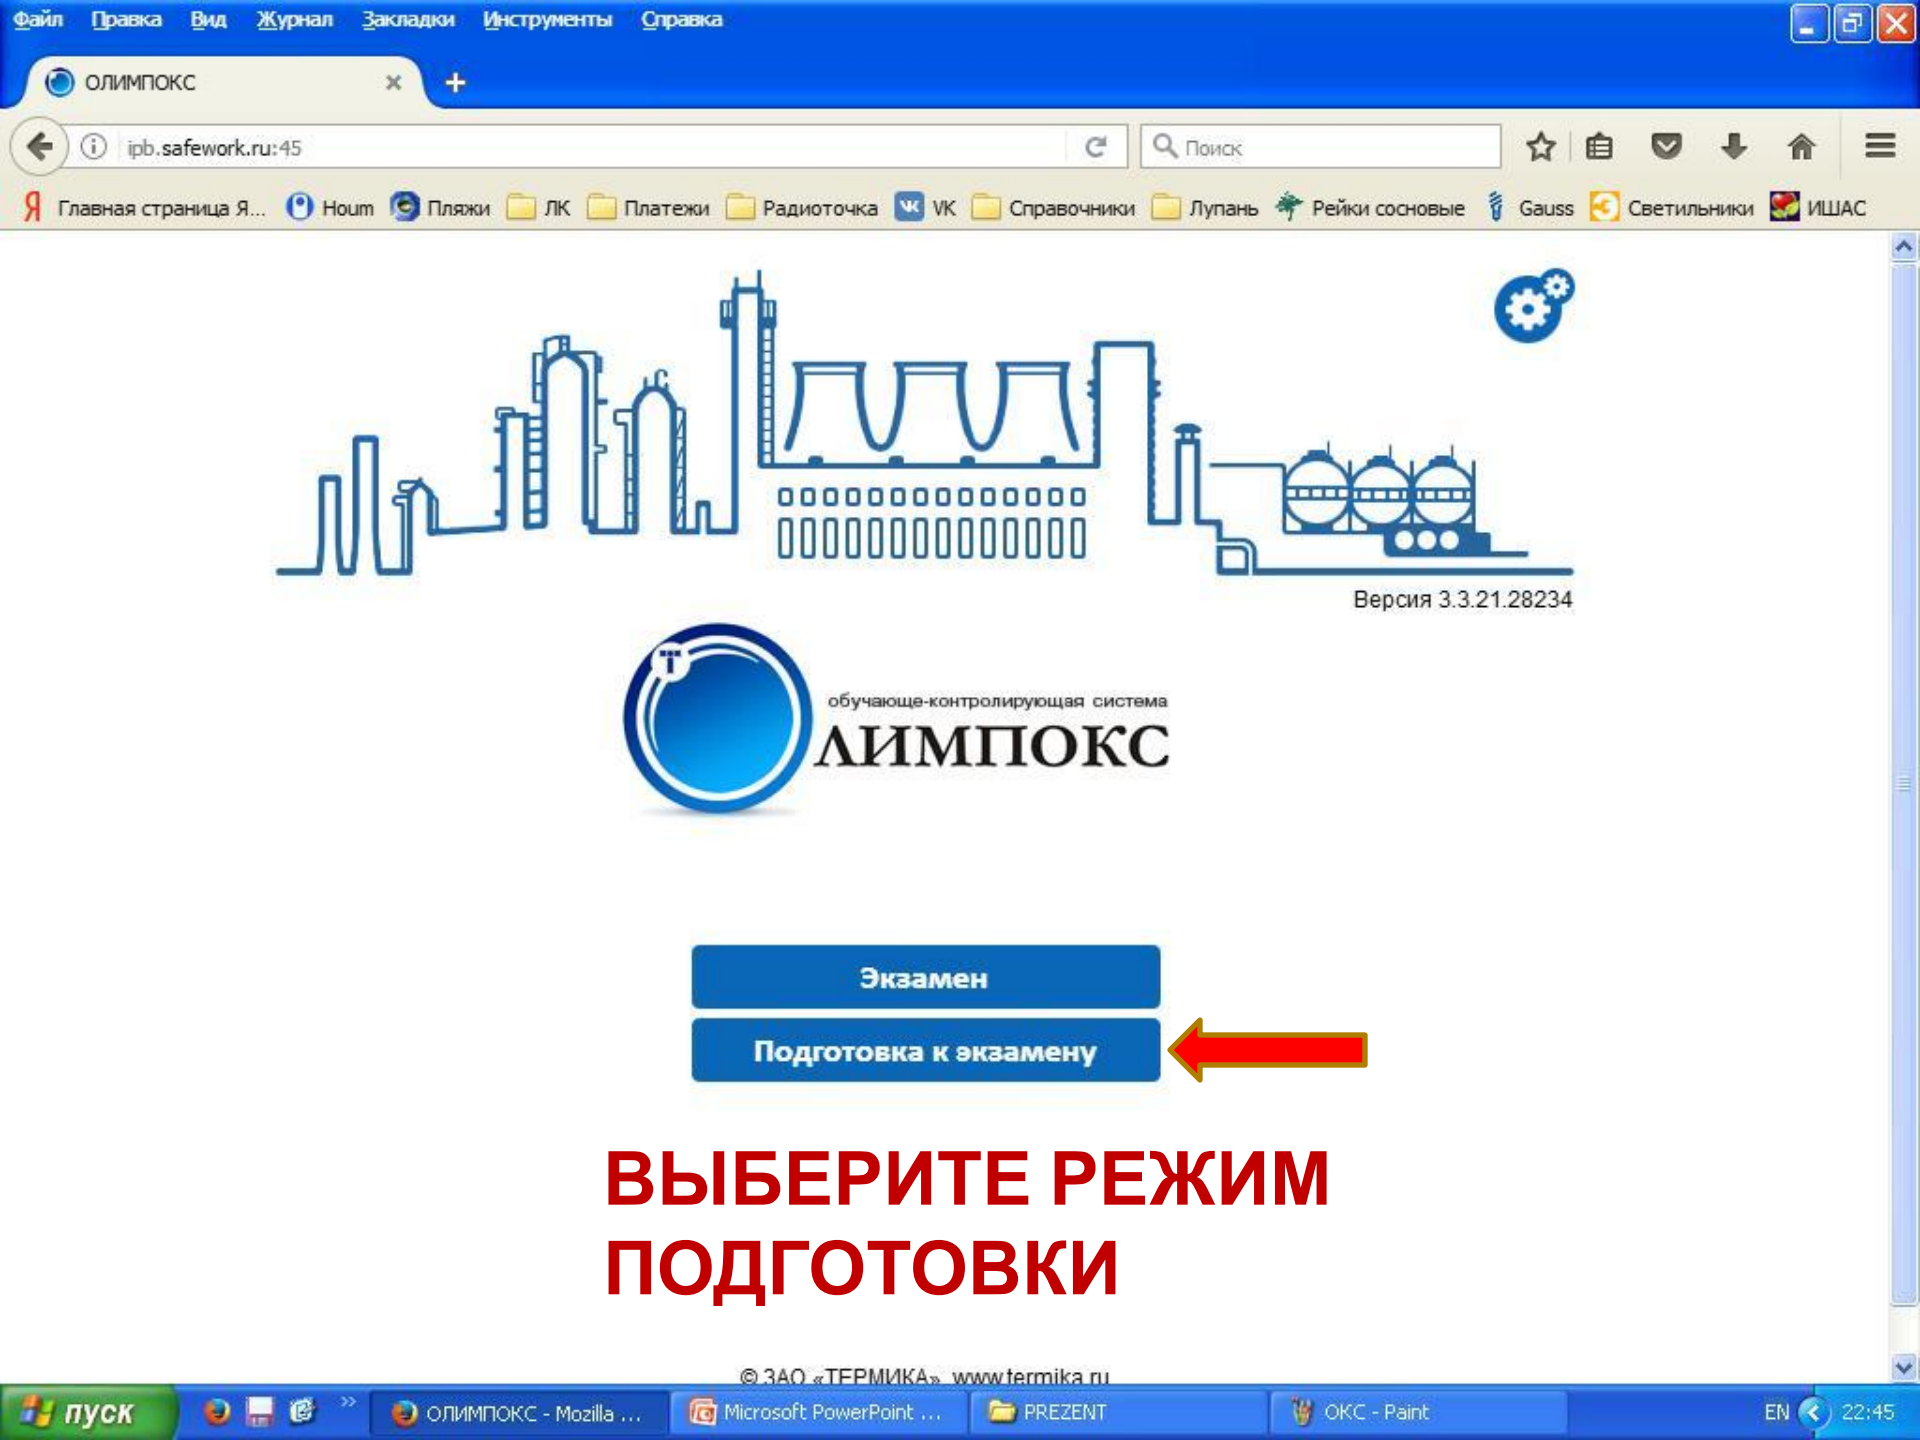 Файл Правка Вид Журнал Закладки Инструменты Справка
ОЛИМПОКС
ipb.safework.ru:45
Поиск
Главная страница Я... Houm Пляжи ЛК Платежи Радиоточка VK Справочники Лупань Рейки сосновые Gauss Светильники ИШАС
Версия 3.3.21.28234
обучающе-контролирующая система
ЛИМПОКС
Экзамен
Подготовка к экзамену
ВЫБЕРИТЕ РЕЖИМ
ПОДГОТОВКИ
© ЗАО «ТЕРМИКА» www.termika.ru
пуск ОЛИМПОКС - Mozilla ... Microsoft PowerPoint ... PREZENT ОКС - Paint EN 22:45